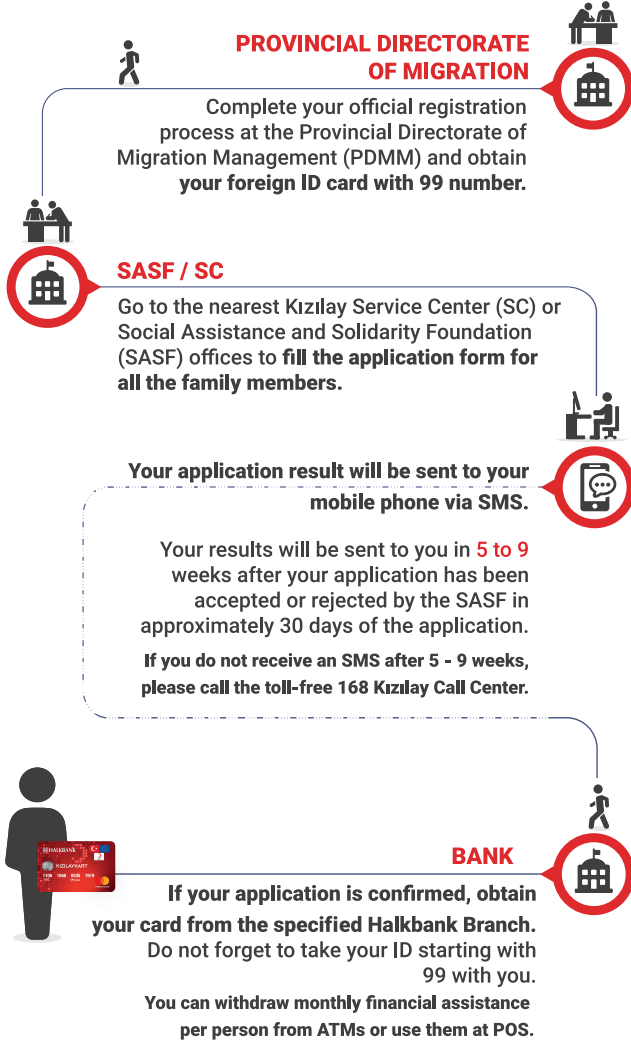 PROVINCIAL DIRECTORATE
OF MIGRATION
Complete your official registration
process at the Provincial Directorate of
Migration Management (PDMM) and obtain
your foreign ID card with 99 number.
SASF / SC
Go to the nearest Kızılay Service Center (SC) or
Social Assistance and Solidarity Foundation
(SASF) offices to fill the application form for
all the family members.
Your application result will be sent to your
mobile phone via SMS.
Your results will be sent to you in 5 to 9
weeks after your application has been
accepted or rejected by the SASF in
approximately 30 days of the application.
If you do not receive an SMS after 5 - 9 weeks,
please call the toll-free 168 Kızılay Call Center.
HALKBANK
KIZILAYKART
BANK
If your application is confirmed, obtain
your card from the specified Halkbank Branch.
Do not forget to take your ID starting with
99 with you.
You can withdraw monthly financial assistance
per person from ATMs or use them at POS.